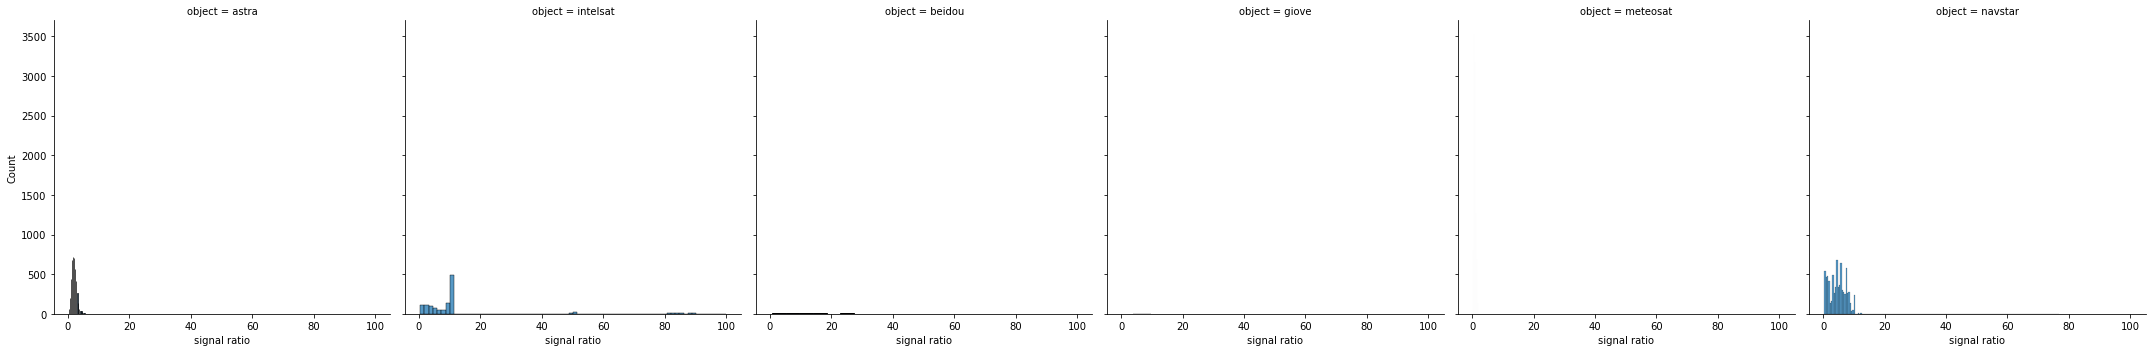 object = astra object = intelsat object = beidou object = giove object = meteosat object = navstar
3500
3000
2500
2000
1500
1000
500
0
Count
0 20 40 60 80 100 0 20 40 60 80 100 0 20 40 60 80 100 0 20 40 60 80 100 0 20 40 60 80 100 0 20 40 60 80 100
signal ratio signal ratio signal ratio signal ratio signal ratio signal ratio